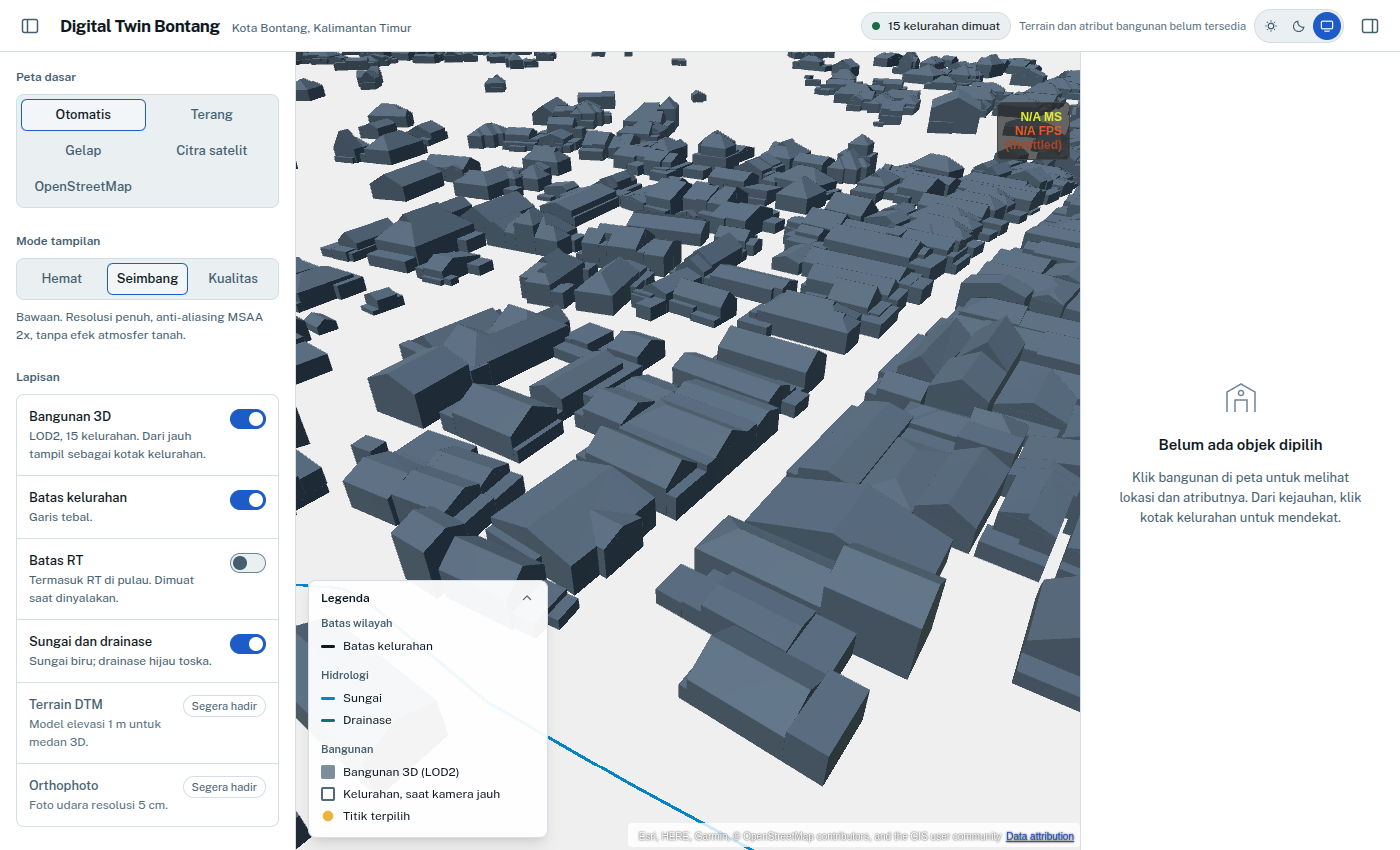 Digital Twin Bontang
Kota Bontang, Kalimantan Timur
15 kelurahan dimuat
Terrain dan atribut bangunan belum tersedia
Peta dasar
Otomatis
Terang
Gelap
Citra satelit
OpenStreetMap
Mode tampilan
Hemat
Seimbang
Kualitas
Bawaan. Resolusi penuh, anti-aliasing MSAA
2x, tanpa efek atmosfer tanah.
Lapisan
Bangunan 3D
LOD2, 15 kelurahan. Dari jauh
tampil sebagai kotak kelurahan.
Batas kelurahan
Garis tebal.
Batas RT
Termasuk RT di pulau. Dimuat
saat dinyalakan.
Sungai dan drainase
Sungai biru; drainase hijau toska.
Terrain DTM
Segera hadir
Model elevasi 1 m untuk
medan 3D.
Orthophoto
Segera hadir
Foto udara resolusi 5 cm.
N/A MS
N/A FPS
(throttled)
Legenda
Batas wilayah
Batas kelurahan
Hidrologi
Sungai
Drainase
Bangunan
Bangunan 3D (LOD2)
Kelurahan, saat kamera jauh
Titik terpilih
Esri, HERE, Garmin, © OpenStreetMap contributors, and the GIS user community Data attribution
Belum ada objek dipilih
Klik bangunan di peta untuk melihat
lokasi dan atributnya. Dari kejauhan, klik
kotak kelurahan untuk mendekat.